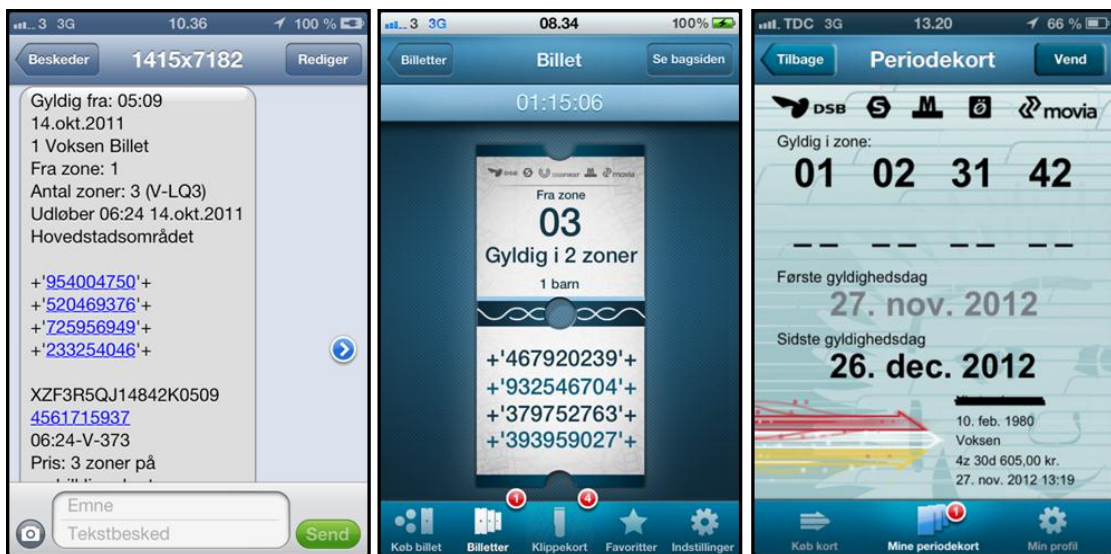 3 3G 10.36 100 %
Beskeder 1415x7182 Rediger
Gyldig fra: 05:09
14.okt.2011
1 Voksen Billet
Fra zone: 1
Antal zoner: 3 (V-LQ3)
Udløber 06:24 14.okt.2011
Hovedstadsområdet
+'954004750'+
+'520469376'+
+'725956949'+
+'233254046'+
XZF3R5QJ14842K0509
4561715937
06:24-V-373
Pris: 3 zoner på
Emne
Tekstbesked
Send
3 3G 08.34 100%
Billetter Billet Se bagsiden
01:15:06
DSB S movia
Fra zone
03
Gyldig i 2 zoner
1 barn
+'467920239'+
+'932546704'+
+'379752763'+
+'393959027'+
1 4
Køb billet Billetter Klippekort Favoritter Indstillinger
TDC 3G 13.20 66 %
Tilbage Periodekort Vend
DSB S M movia
Gyldig i zone:
01 02 31 42
-- -- -- --
Første gyldighedsdag
27. nov. 2012
Sidste gyldighedsdag
26. dec. 2012
10. feb. 1980
Voksen
4z 30d 605,00 kr.
27. nov. 2012 13:19
1
Køb kort Mine periodekort Min profil